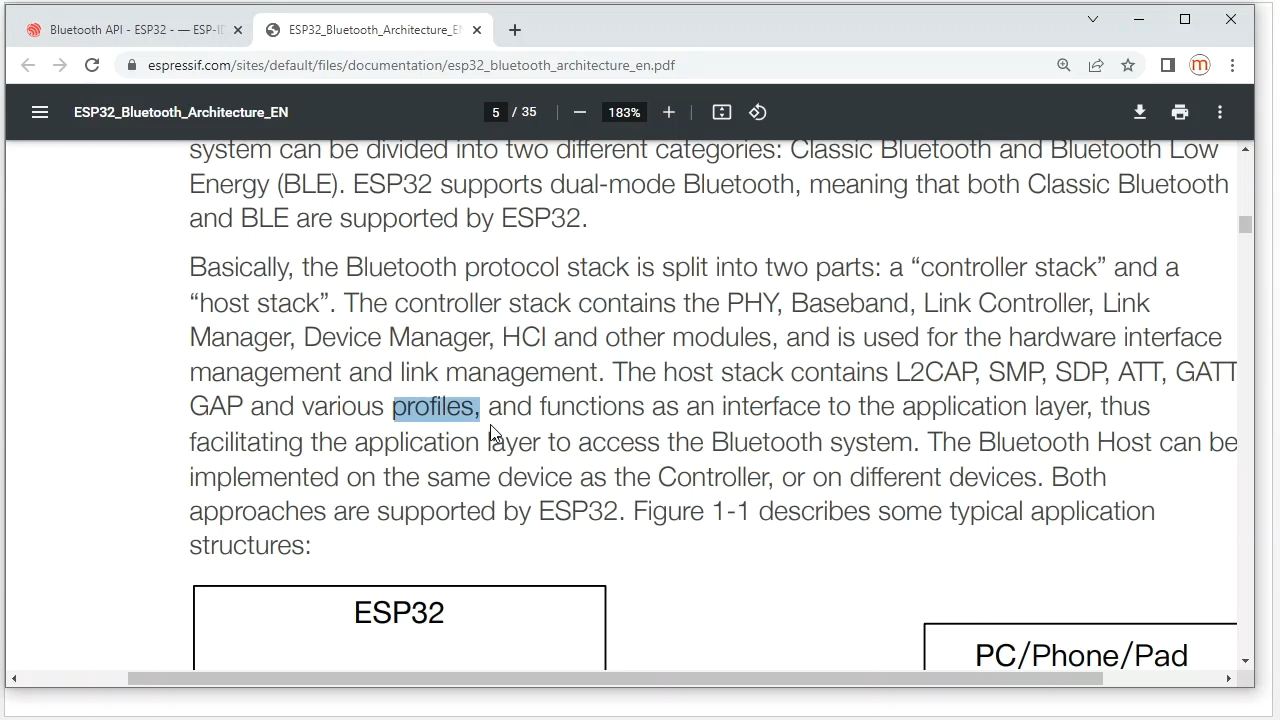 Bluetooth API - ESP32 - — ESP-I
ESP32_Bluetooth_Architecture_E
espressif.com/sites/default/files/documentation/esp32_bluetooth_architecture_en.pdf
m
ESP32_Bluetooth_Architecture_EN
5 / 35
183%
system can be divided into two different categories: Classic Bluetooth and Bluetooth Low
Energy (BLE). ESP32 supports dual-mode Bluetooth, meaning that both Classic Bluetooth
and BLE are supported by ESP32.
Basically, the Bluetooth protocol stack is split into two parts: a “controller stack” and a
“host stack”. The controller stack contains the PHY, Baseband, Link Controller, Link
Manager, Device Manager, HCI and other modules, and is used for the hardware interface
management and link management. The host stack contains L2CAP, SMP, SDP, ATT, GATT
GAP and various profiles, and functions as an interface to the application layer, thus
facilitating the application layer to access the Bluetooth system. The Bluetooth Host can be
implemented on the same device as the Controller, or on different devices. Both
approaches are supported by ESP32. Figure 1-1 describes some typical application
structures:
ESP32
PC/Phone/Pad